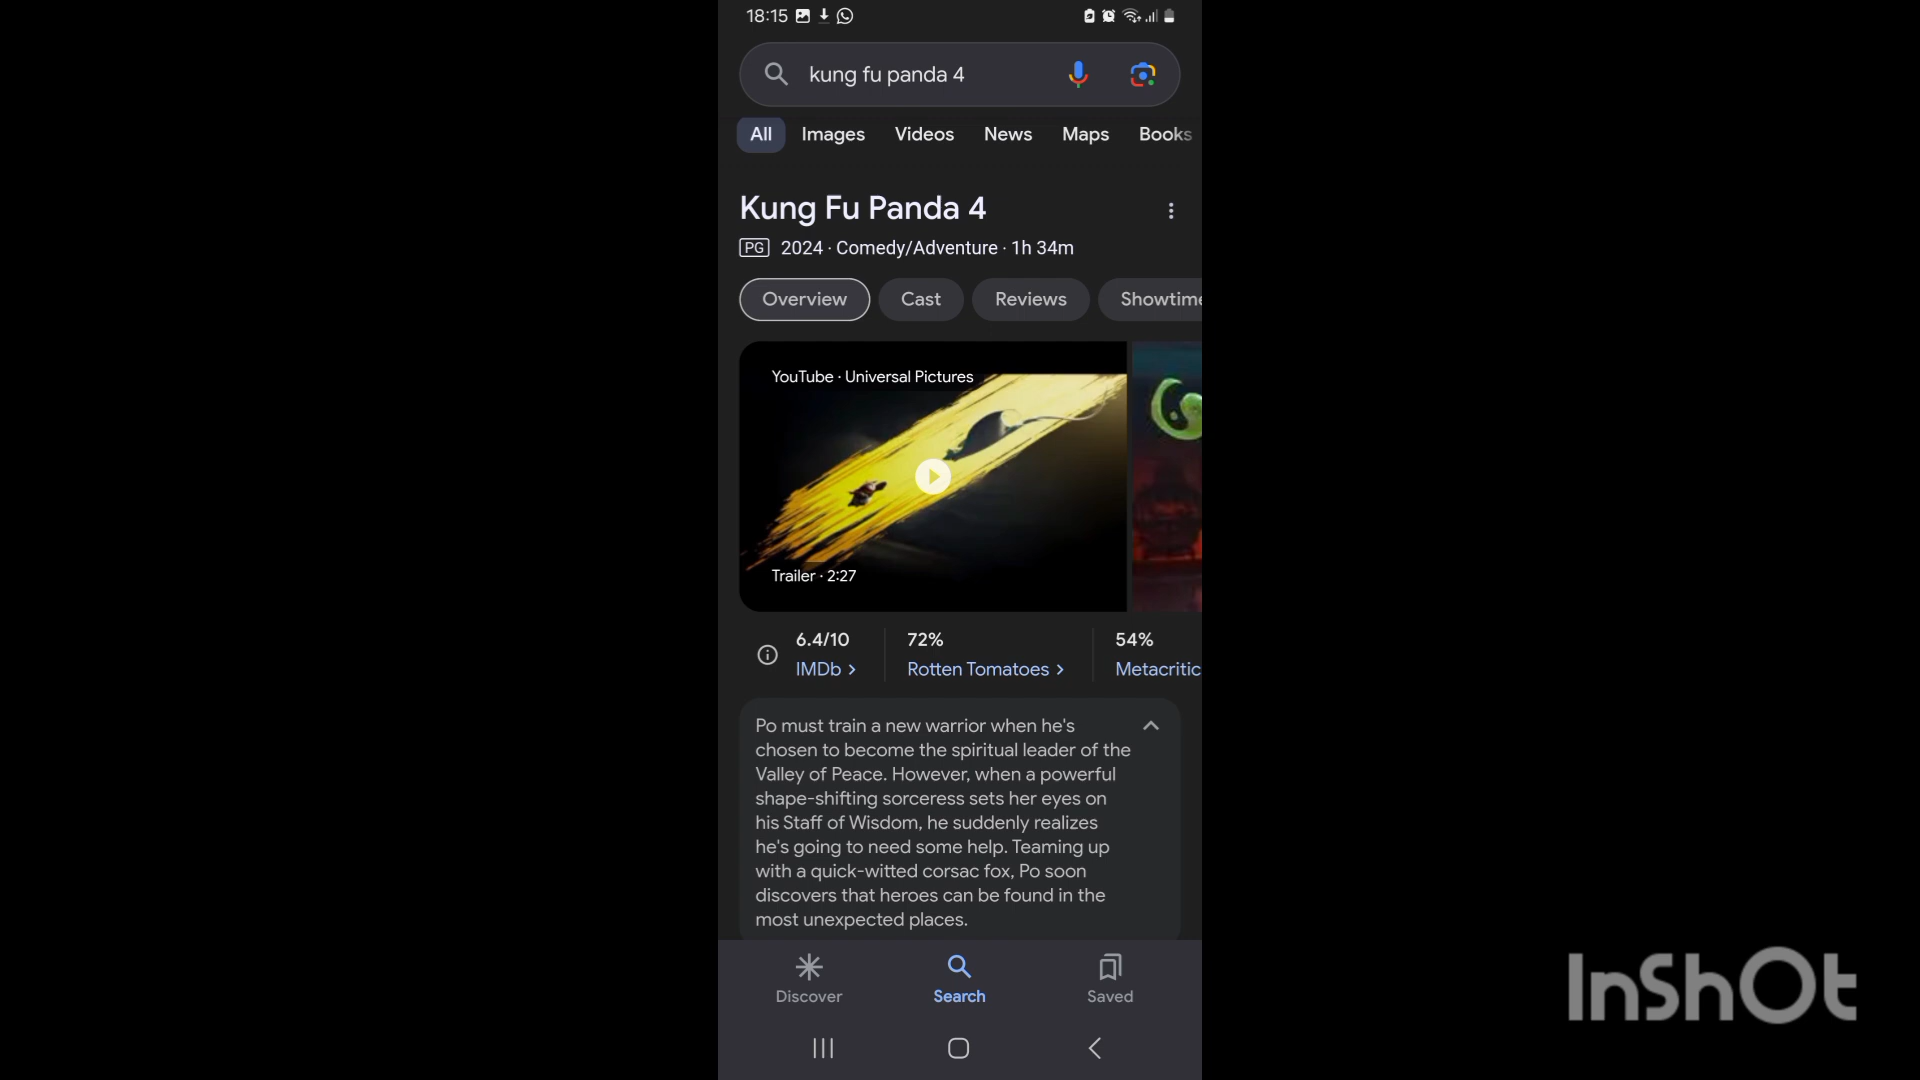 18:15
kung fu panda 4
All Images Videos News Maps Books
Kung Fu Panda 4
PG 2024 · Comedy/Adventure · 1h 34m
Overview Cast Reviews Showtime
YouTube · Universal Pictures
Trailer · 2:27
6.4/10 72% 54%
IMDb > Rotten Tomatoes > Metacritic
Po must train a new warrior when he's
chosen to become the spiritual leader of the
Valley of Peace. However, when a powerful
shape-shifting sorceress sets her eyes on
his Staff of Wisdom, he suddenly realizes
he's going to need some help. Teaming up
with a quick-witted corsac fox, Po soon
discovers that heroes can be found in the
most unexpected places.
Discover Search Saved
InShOt